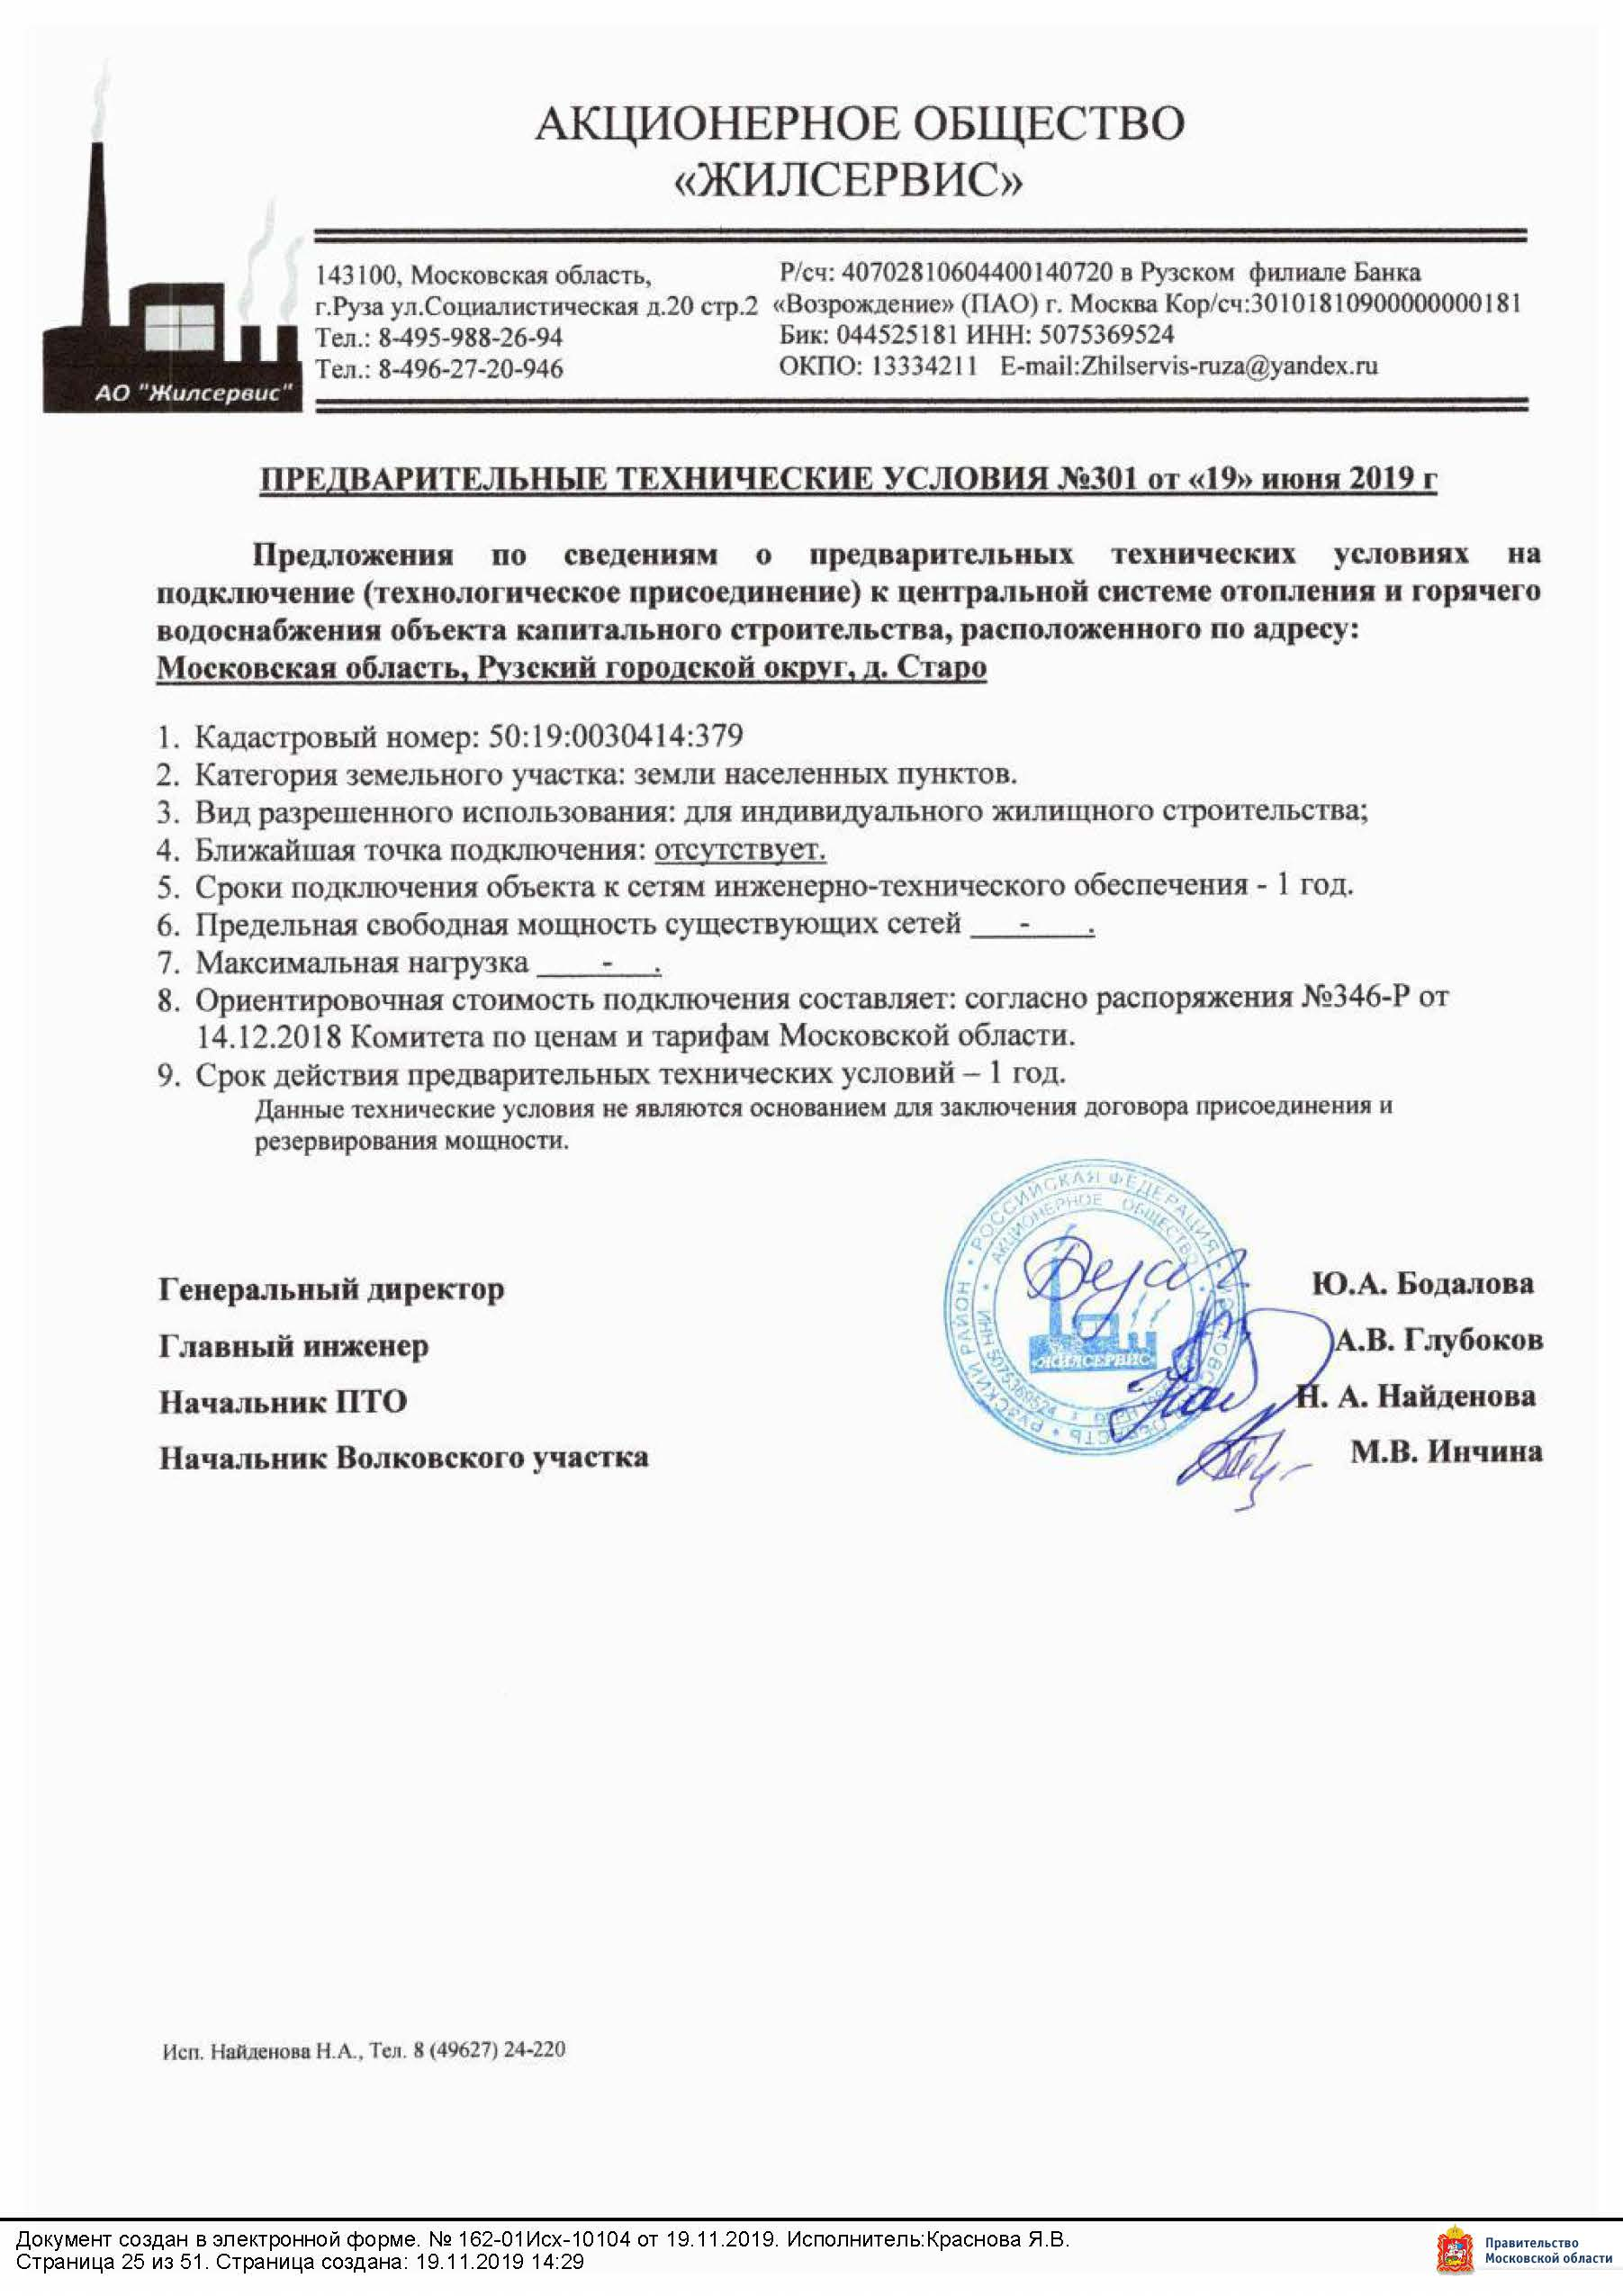 АКЦИОНЕРНОЕ ОБЩЕСТВО
«ЖИЛСЕРВИС»
АО "Жилсервис"
143100, Московская область,
г.Руза ул.Социалистическая д.20 стр.2
Тел.: 8-495-988-26-94
Тел.: 8-496-27-20-946
Р/сч: 40702810604400140720 в Рузском филиале Банка
«Возрождение» (ПАО) г. Москва Кор/сч:30101810900000000181
Бик: 044525181 ИНН: 5075369524
ОКПО: 13334211 E-mail:Zhilservis-ruza@yandex.ru
ПРЕДВАРИТЕЛЬНЫЕ ТЕХНИЧЕСКИЕ УСЛОВИЯ №301 от «19» июня 2019 г
Предложения по сведениям о предварительных технических условиях на
подключение (технологическое присоединение) к центральной системе отопления и горячего
водоснабжения объекта капитального строительства, расположенного по адресу:
Московская область, Рузский городской округ, д. Старо
1. Кадастровый номер: 50:19:0030414:379
2. Категория земельного участка: земли населенных пунктов.
3. Вид разрешенного использования: для индивидуального жилищного строительства;
4. Ближайшая точка подключения: отсутствует.
5. Сроки подключения объекта к сетям инженерно-технического обеспечения - 1 год.
6. Предельная свободная мощность существующих сетей ___-____.
7. Максимальная нагрузка ____-___.
8. Ориентировочная стоимость подключения составляет: согласно распоряжения №346-Р от
14.12.2018 Комитета по ценам и тарифам Московской области.
9. Срок действия предварительных технических условий – 1 год.
Данные технические условия не являются основанием для заключения договора присоединения и
резервирования мощности.
РОССИЙСКАЯ ФЕДЕРАЦИЯ
РУЗСКИЙ РАЙОН
АКЦИОНЕРНОЕ ОБЩЕСТВО
ИНН 5075369524
ЖИЛСЕРВИС
Генеральный директор Ю.А. Бодалова
Главный инженер А.В. Глубоков
Начальник ПТО Н. А. Найденова
Начальник Волковского участка М.В. Инчина
Исп. Найденова Н.А., Тел. 8 (49627) 24-220
Документ создан в электронной форме. № 162-01Исх-10104 от 19.11.2019. Исполнитель:Краснова Я.В.
Страница 25 из 51. Страница создана: 19.11.2019 14:29
Правительство
Московской области